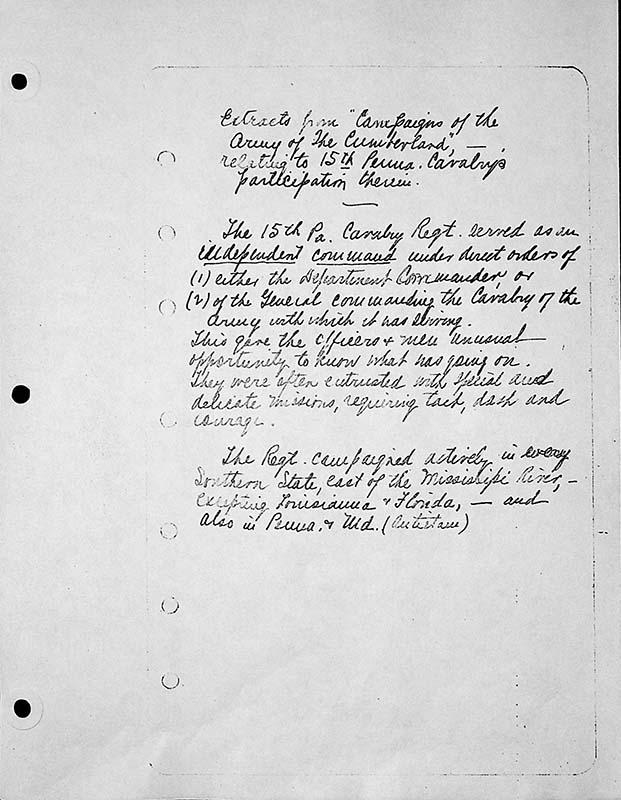 Extracts from "Campaigns of the
Army of The Cumberland", —
relating to 15th Penna. Cavalry's
participation therein.
The 15th Pa. Cavalry Regt. served as an
independent command under direct orders of
(1) either the Department Commander, or
(2) of the General commanding the Cavalry of the
Army with which it was serving.
This gave the officers & men unusual
opportunity to know what was going on.
They were often entrusted with special and
delicate missions, requiring tact, dash and
courage.
The Regt. campaigned actively in every
Southern State, east of the Mississippi River, —
excepting Louisianna & Florida, — and
also in Penna. & Md. (Antietam)